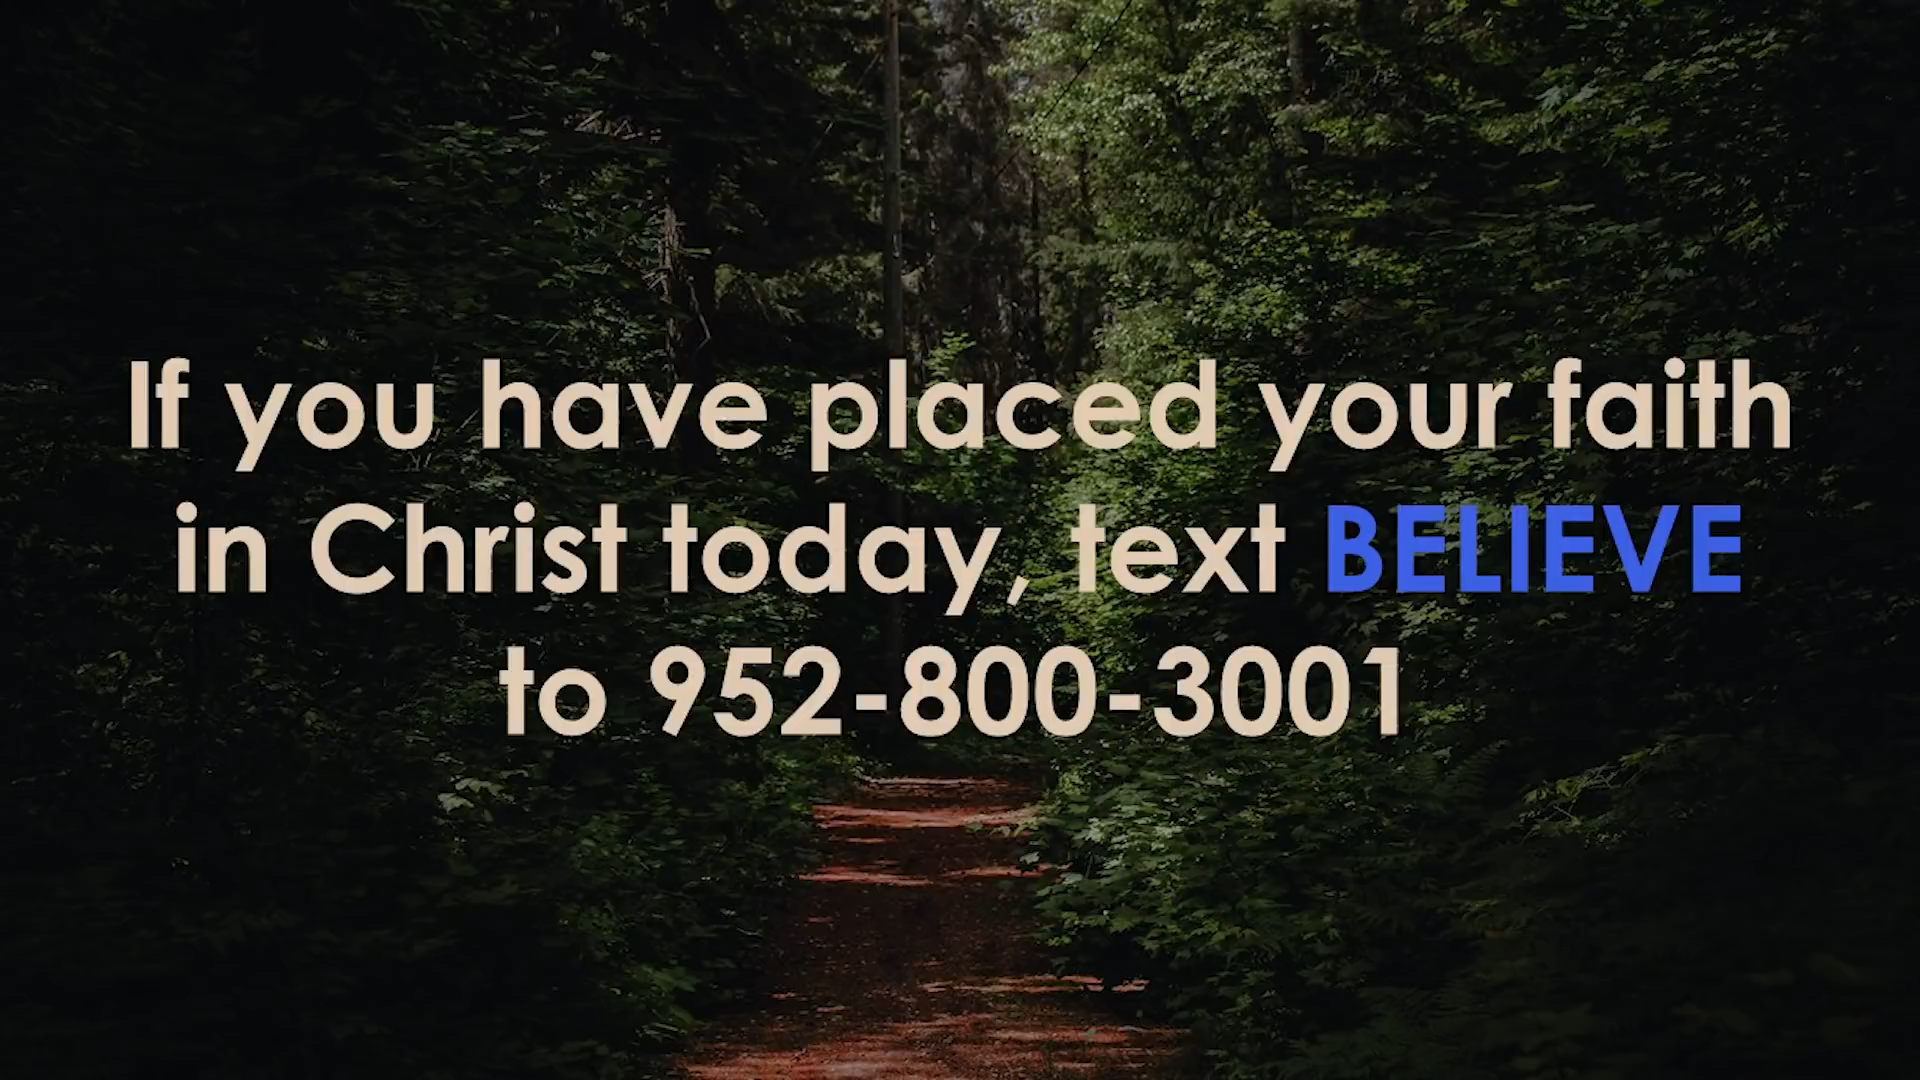 If you have placed your faith
in Christ today, text BELIEVE
to 952-800-3001